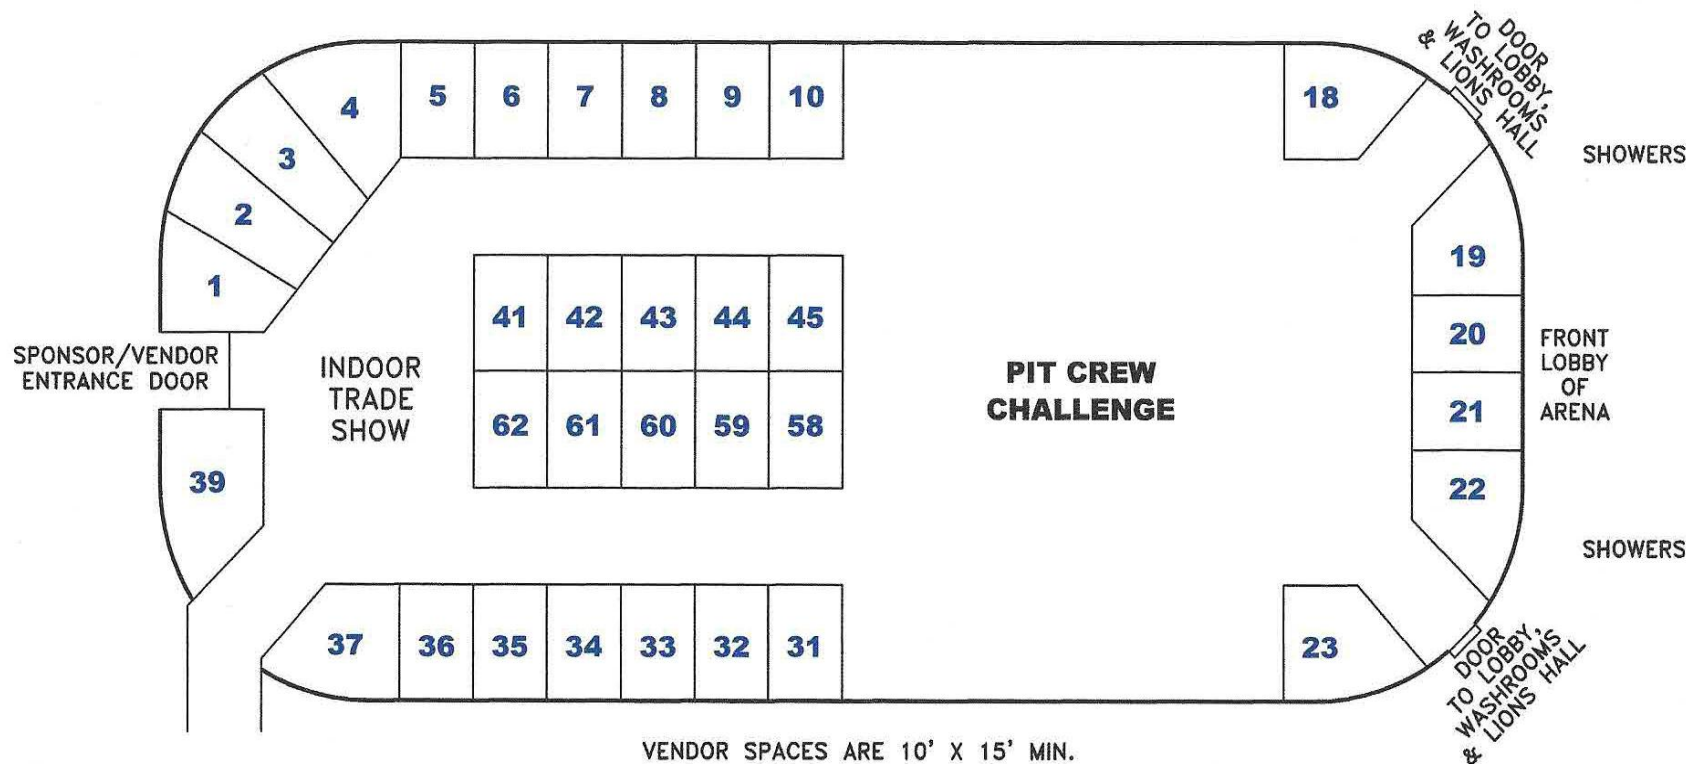 DOOR
TO LOBBY,
WASHROOMS
& LIONS HALL
4
5
6
7
8
9
10
18
3
SHOWERS
2
1
19
41
42
43
44
45
20
SPONSOR/VENDOR
ENTRANCE DOOR
INDOOR
TRADE
SHOW
PIT CREW
CHALLENGE
FRONT
LOBBY
OF
ARENA
21
62
61
60
59
58
39
22
SHOWERS
37
36
35
34
33
32
31
23
DOOR
TO LOBBY,
WASHROOMS
& LIONS HALL
VENDOR SPACES ARE 10' X 15' MIN.